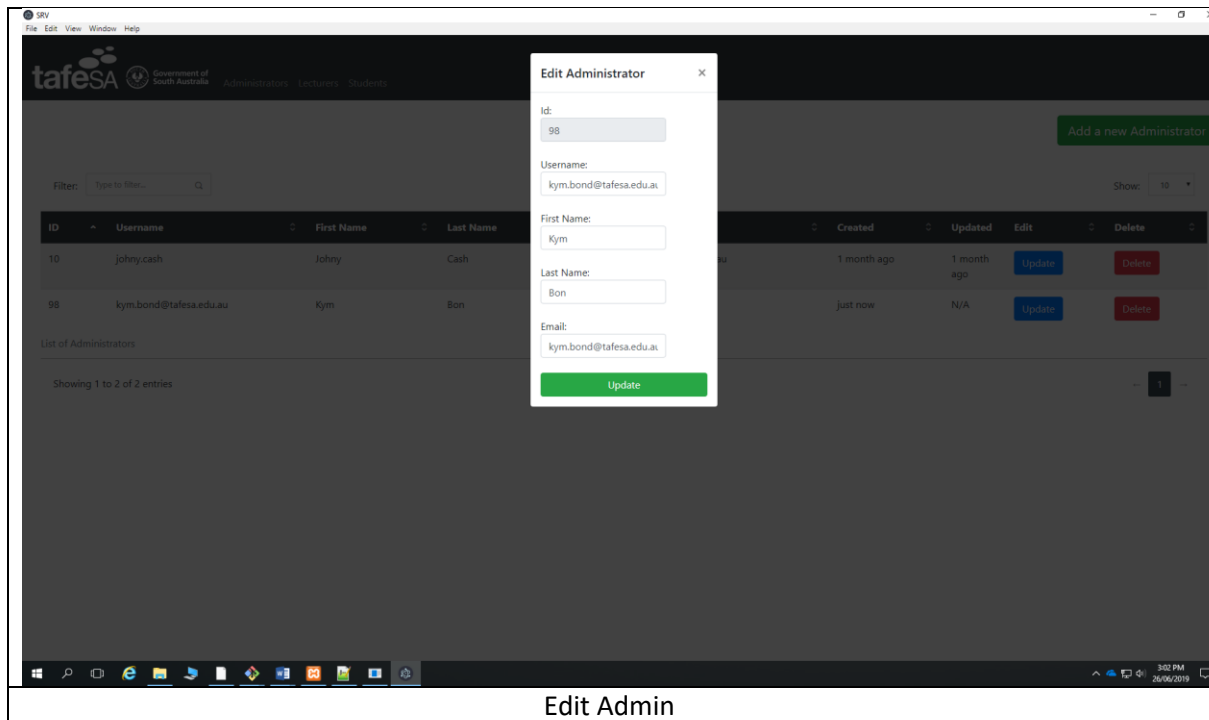 SRV
File Edit View Window Help
tafeSA Government of South Australia Administrators Lecturers Students
Edit Administrator ×
Id:
98
Add a new Administrator
Username:
kym.bond@tafesa.edu.au
Filter: Type to filter... Show: 10
First Name:
Kym
ID Username First Name Last Name Created Updated Edit Delete
10 johny.cash Johny Cash au 1 month ago 1 month ago Update Delete
Last Name:
Bon
98 kym.bond@tafesa.edu.au Kym Bon just now N/A Update Delete
Email:
kym.bond@tafesa.edu.au
List of Administrators
Showing 1 to 2 of 2 entries 1
Update
3:02 PM
26/06/2019
Edit Admin